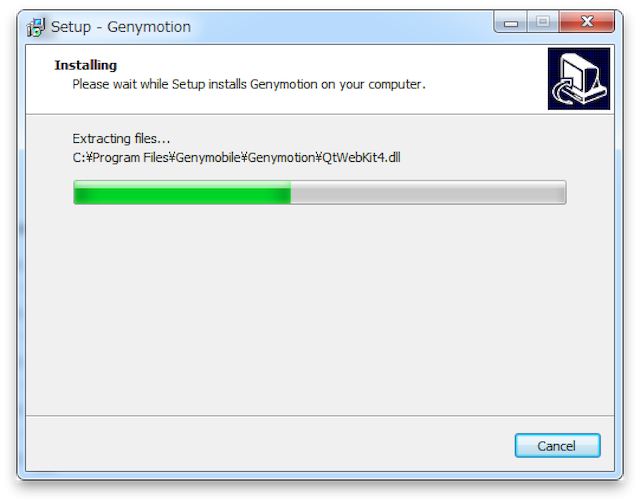 Setup - Genymotion
Installing
Please wait while Setup installs Genymotion on your computer.
Extracting files...
C:¥Program Files¥Genymobile¥Genymotion¥QtWebKit4.dll
Cancel